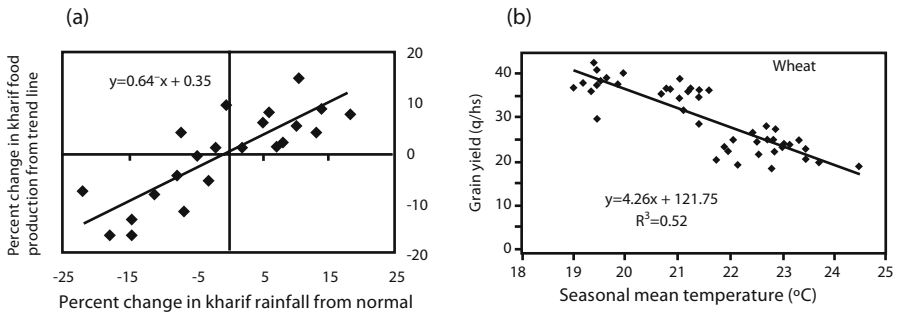 (a)
Percent change in kharif food
production from trend line
y=0.64⁻x + 0.35
20
10
0
-10
-20
-25
-15
-5
5
15
25
Percent change in kharif rainfall from normal
(b)
Grain yield (q/hs)
40
30
20
10
0
Wheat
y=4.26x + 121.75
R³=0.52
18
19
20
21
22
23
24
25
Seasonal mean temperature (ºC)